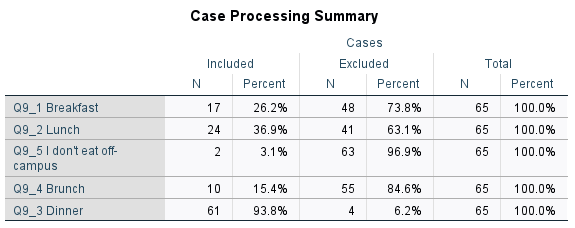 Case Processing Summary
Cases
Included Excluded Total
N Percent N Percent N Percent
Q9_1 Breakfast 17 26.2% 48 73.8% 65 100.0%
Q9_2 Lunch 24 36.9% 41 63.1% 65 100.0%
Q9_5 I don't eat off-
campus 2 3.1% 63 96.9% 65 100.0%
Q9_4 Brunch 10 15.4% 55 84.6% 65 100.0%
Q9_3 Dinner 61 93.8% 4 6.2% 65 100.0%